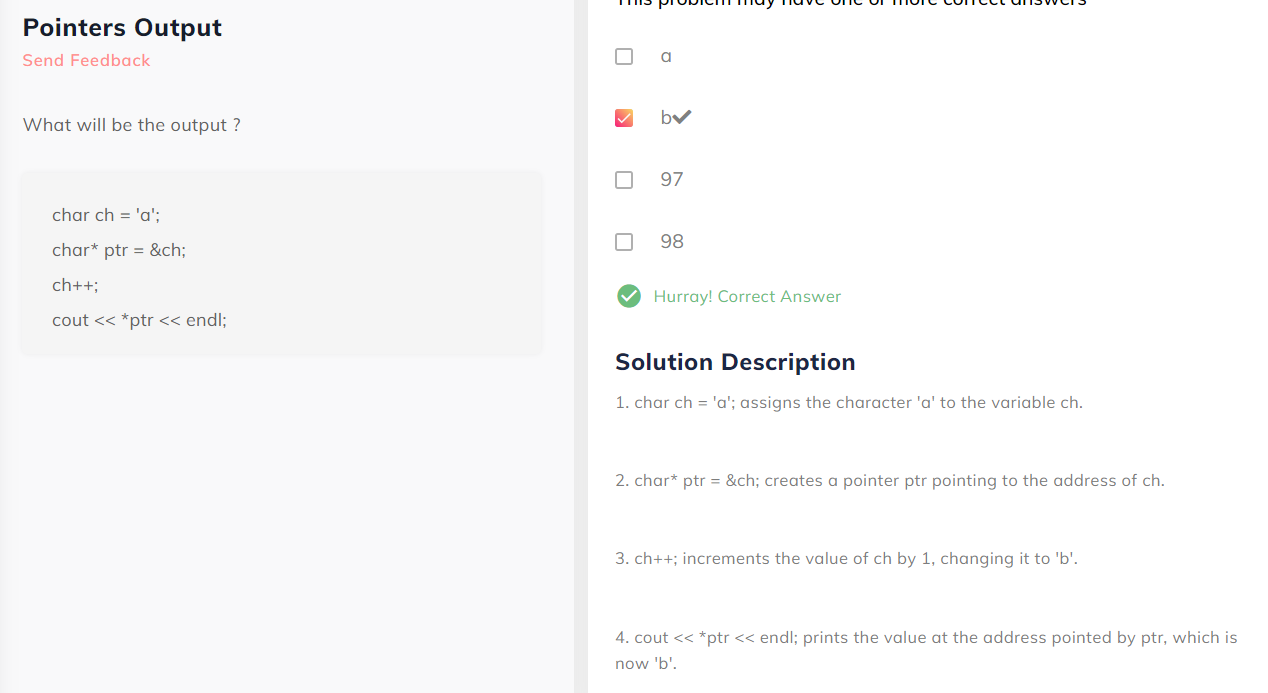 Pointers Output
Send Feedback
What will be the output ?
char ch = 'a';
char* ptr = &ch;
ch++;
cout << *ptr << endl;
This problem may have one or more correct answers
a
b
97
98
Hurray! Correct Answer
Solution Description
1. char ch = 'a'; assigns the character 'a' to the variable ch.
2. char* ptr = &ch; creates a pointer ptr pointing to the address of ch.
3. ch++; increments the value of ch by 1, changing it to 'b'.
4. cout << *ptr << endl; prints the value at the address pointed by ptr, which is
now 'b'.